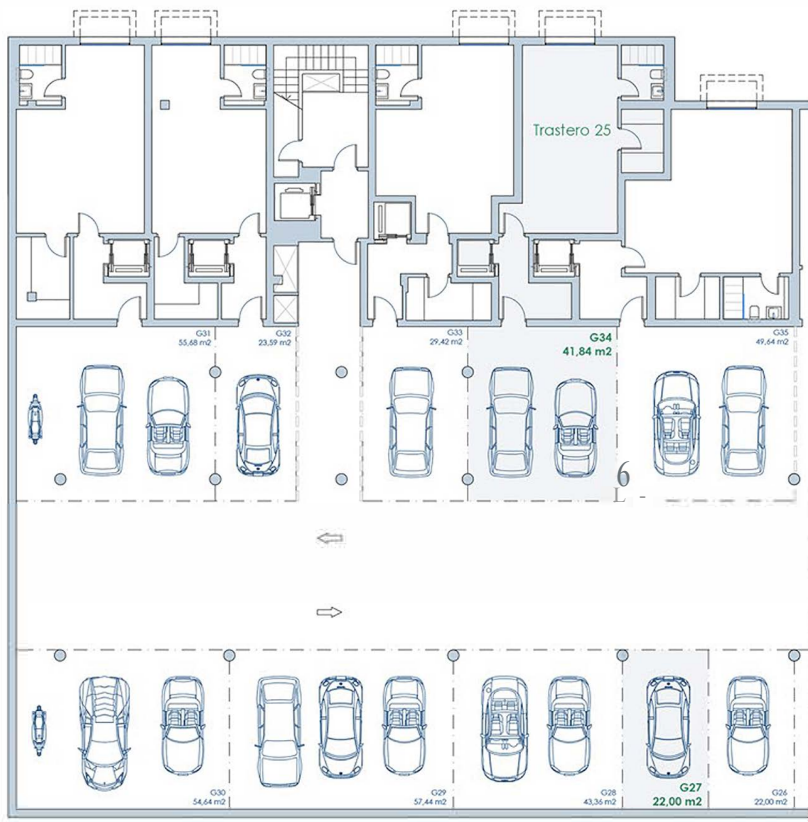 Trastero 25
G31
55,68 m2
G32
23,59 m2
G33
29,42 m2
G34
41,84 m2
G35
49,64 m2
6
G30
54,64 m2
G29
57,44 m2
G28
43,36 m2
G27
22,00 m2
G26
22,00 m2